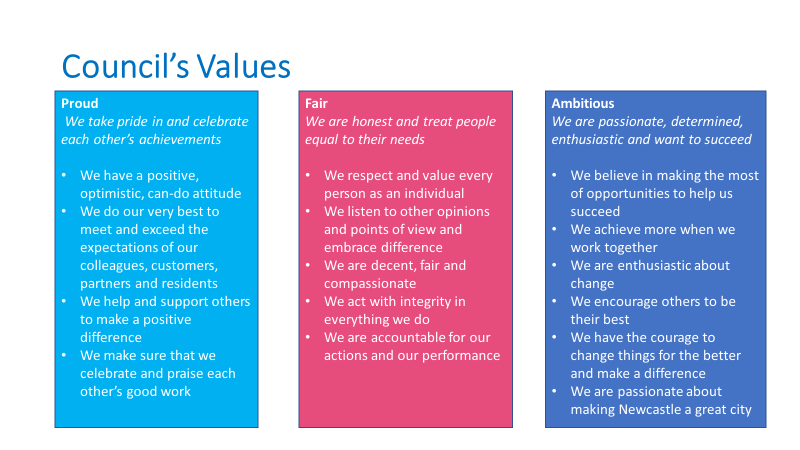 Council’s Values
Proud
We take pride in and celebrate
each other’s achievements
• We have a positive,
optimistic, can-do attitude
• We do our very best to
meet and exceed the
expectations of our
colleagues, customers,
partners and residents
• We help and support others
to make a positive
difference
• We make sure that we
celebrate and praise each
other’s good work
Fair
We are honest and treat people
equal to their needs
• We respect and value every
person as an individual
• We listen to other opinions
and points of view and
embrace difference
• We are decent, fair and
compassionate
• We act with integrity in
everything we do
• We are accountable for our
actions and our performance
Ambitious
We are passionate, determined,
enthusiastic and want to succeed
• We believe in making the most
of opportunities to help us
succeed
• We achieve more when we
work together
• We are enthusiastic about
change
• We encourage others to be
their best
• We have the courage to
change things for the better
and make a difference
• We are passionate about
making Newcastle a great city